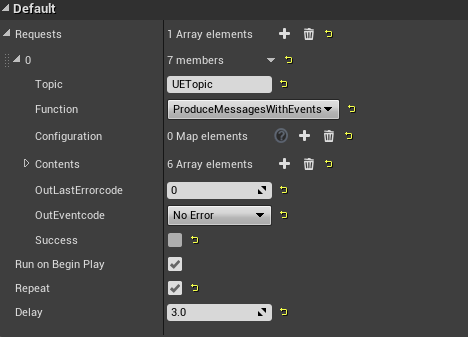 Default
Requests 1 Array elements
0 7 members
Topic UETopic
Function ProduceMessagesWithEvents
Configuration 0 Map elements ?
Contents 6 Array elements
OutLastErrorcode 0
OutEventcode No Error
Success
Run on Begin Play
Repeat
Delay 3.0